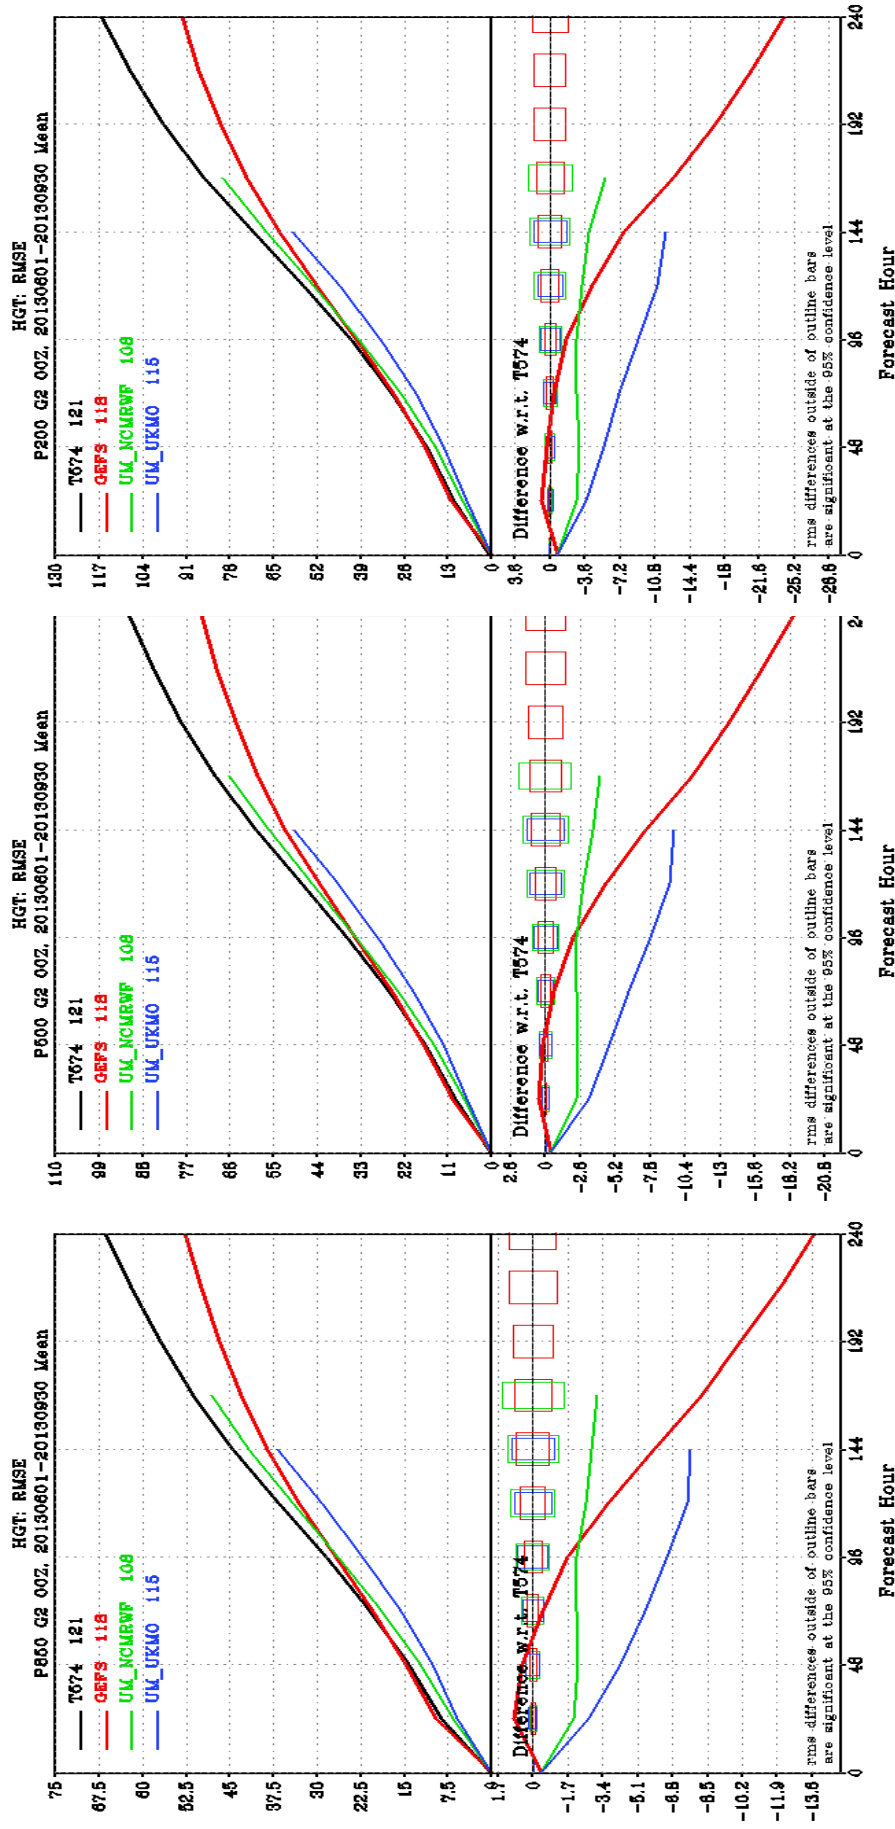 HGT: RMSE
P850 G2 00Z, 20130601-20130930 Mean
75
67.5
60
52.5
45
37.5
30
22.5
15
7.5
0
T574 121
GEFS 118
UM_NCMRWF 108
UM_UKMO 115
Difference w.r.t. T574
1.7
0
-1.7
-3.4
-5.1
-6.8
-8.5
-10.2
-11.9
-13.6
rms differences outside of outline bars
are significant at the 95% confidence level
0
48
96
144
192
240
Forecast Hour
HGT: RMSE
P500 G2 00Z, 20130601-20130930 Mean
110
99
88
77
66
55
44
33
22
11
0
T574 121
GEFS 118
UM_NCMRWF 108
UM_UKMO 115
Difference w.r.t. T574
2.6
0
-2.6
-5.2
-7.8
-10.4
-13
-15.6
-18.2
-20.8
rms differences outside of outline bars
are significant at the 95% confidence level
0
48
96
144
192
24
Forecast Hour
HGT: RMSE
P200 G2 00Z, 20130601-20130930 Mean
130
117
104
91
78
65
52
39
26
13
0
T574 121
GEFS 118
UM_NCMRWF 108
UM_UKMO 115
Difference w.r.t. T574
3.6
0
-3.6
-7.2
-10.8
-14.4
-18
-21.6
-25.2
-28.8
rms differences outside of outline bars
are significant at the 95% confidence level
0
48
96
144
192
240
Forecast Hour